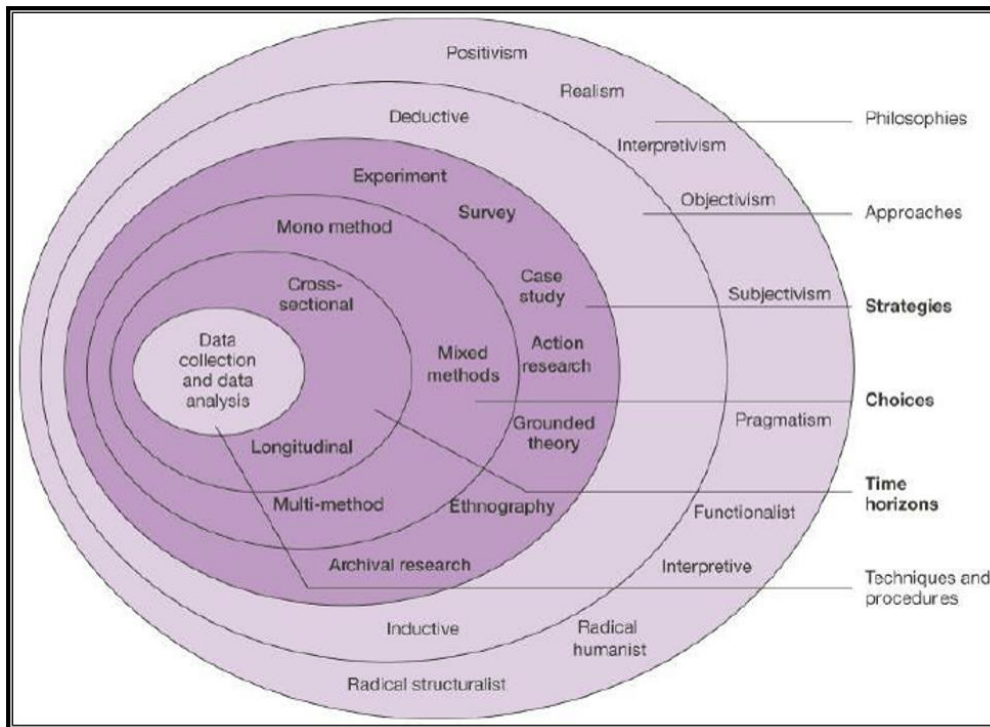 Positivism
Realism
Philosophies
Deductive
Interpretivism
Experiment
Objectivism
Approaches
Survey
Mono method
Cross-
sectional
Case
study
Subjectivism
Strategies
Data
collection
and data
analysis
Mixed
methods
Action
research
Choices
Pragmatism
Grounded
theory
Longitudinal
Time
horizons
Multi-method
Ethnography
Functionalist
Archival research
Interpretive
Techniques and
procedures
Inductive
Radical
humanist
Radical structuralist